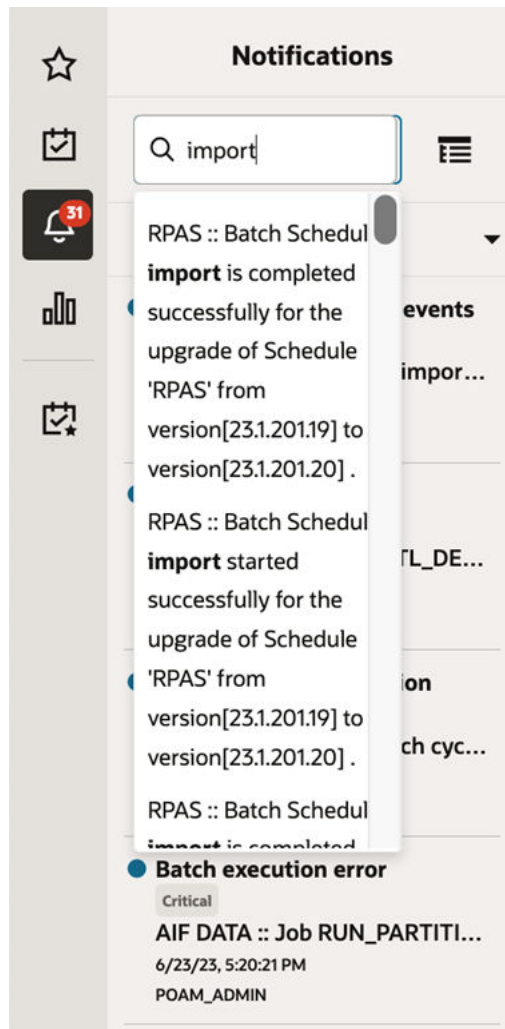 Notifications
import
31
RPAS :: Batch Schedul
import is completed
successfully for the
upgrade of Schedule
'RPAS' from
version[23.1.201.19] to
version[23.1.201.20] .
RPAS :: Batch Schedul
import started
successfully for the
upgrade of Schedule
'RPAS' from
version[23.1.201.19] to
version[23.1.201.20] .
RPAS :: Batch Schedul
import is completed
events
impor...
TL_DE...
ion
ch cyc...
Batch execution error
Critical
AIF DATA :: Job RUN_PARTITI...
6/23/23, 5:20:21 PM
POAM_ADMIN